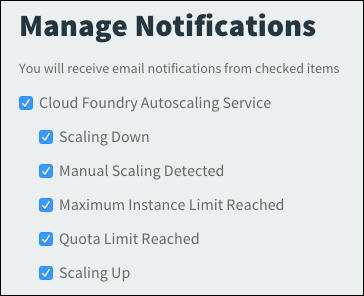 Manage Notifications
You will receive email notifications from checked items
Cloud Foundry Autoscaling Service
Scaling Down
Manual Scaling Detected
Maximum Instance Limit Reached
Quota Limit Reached
Scaling Up